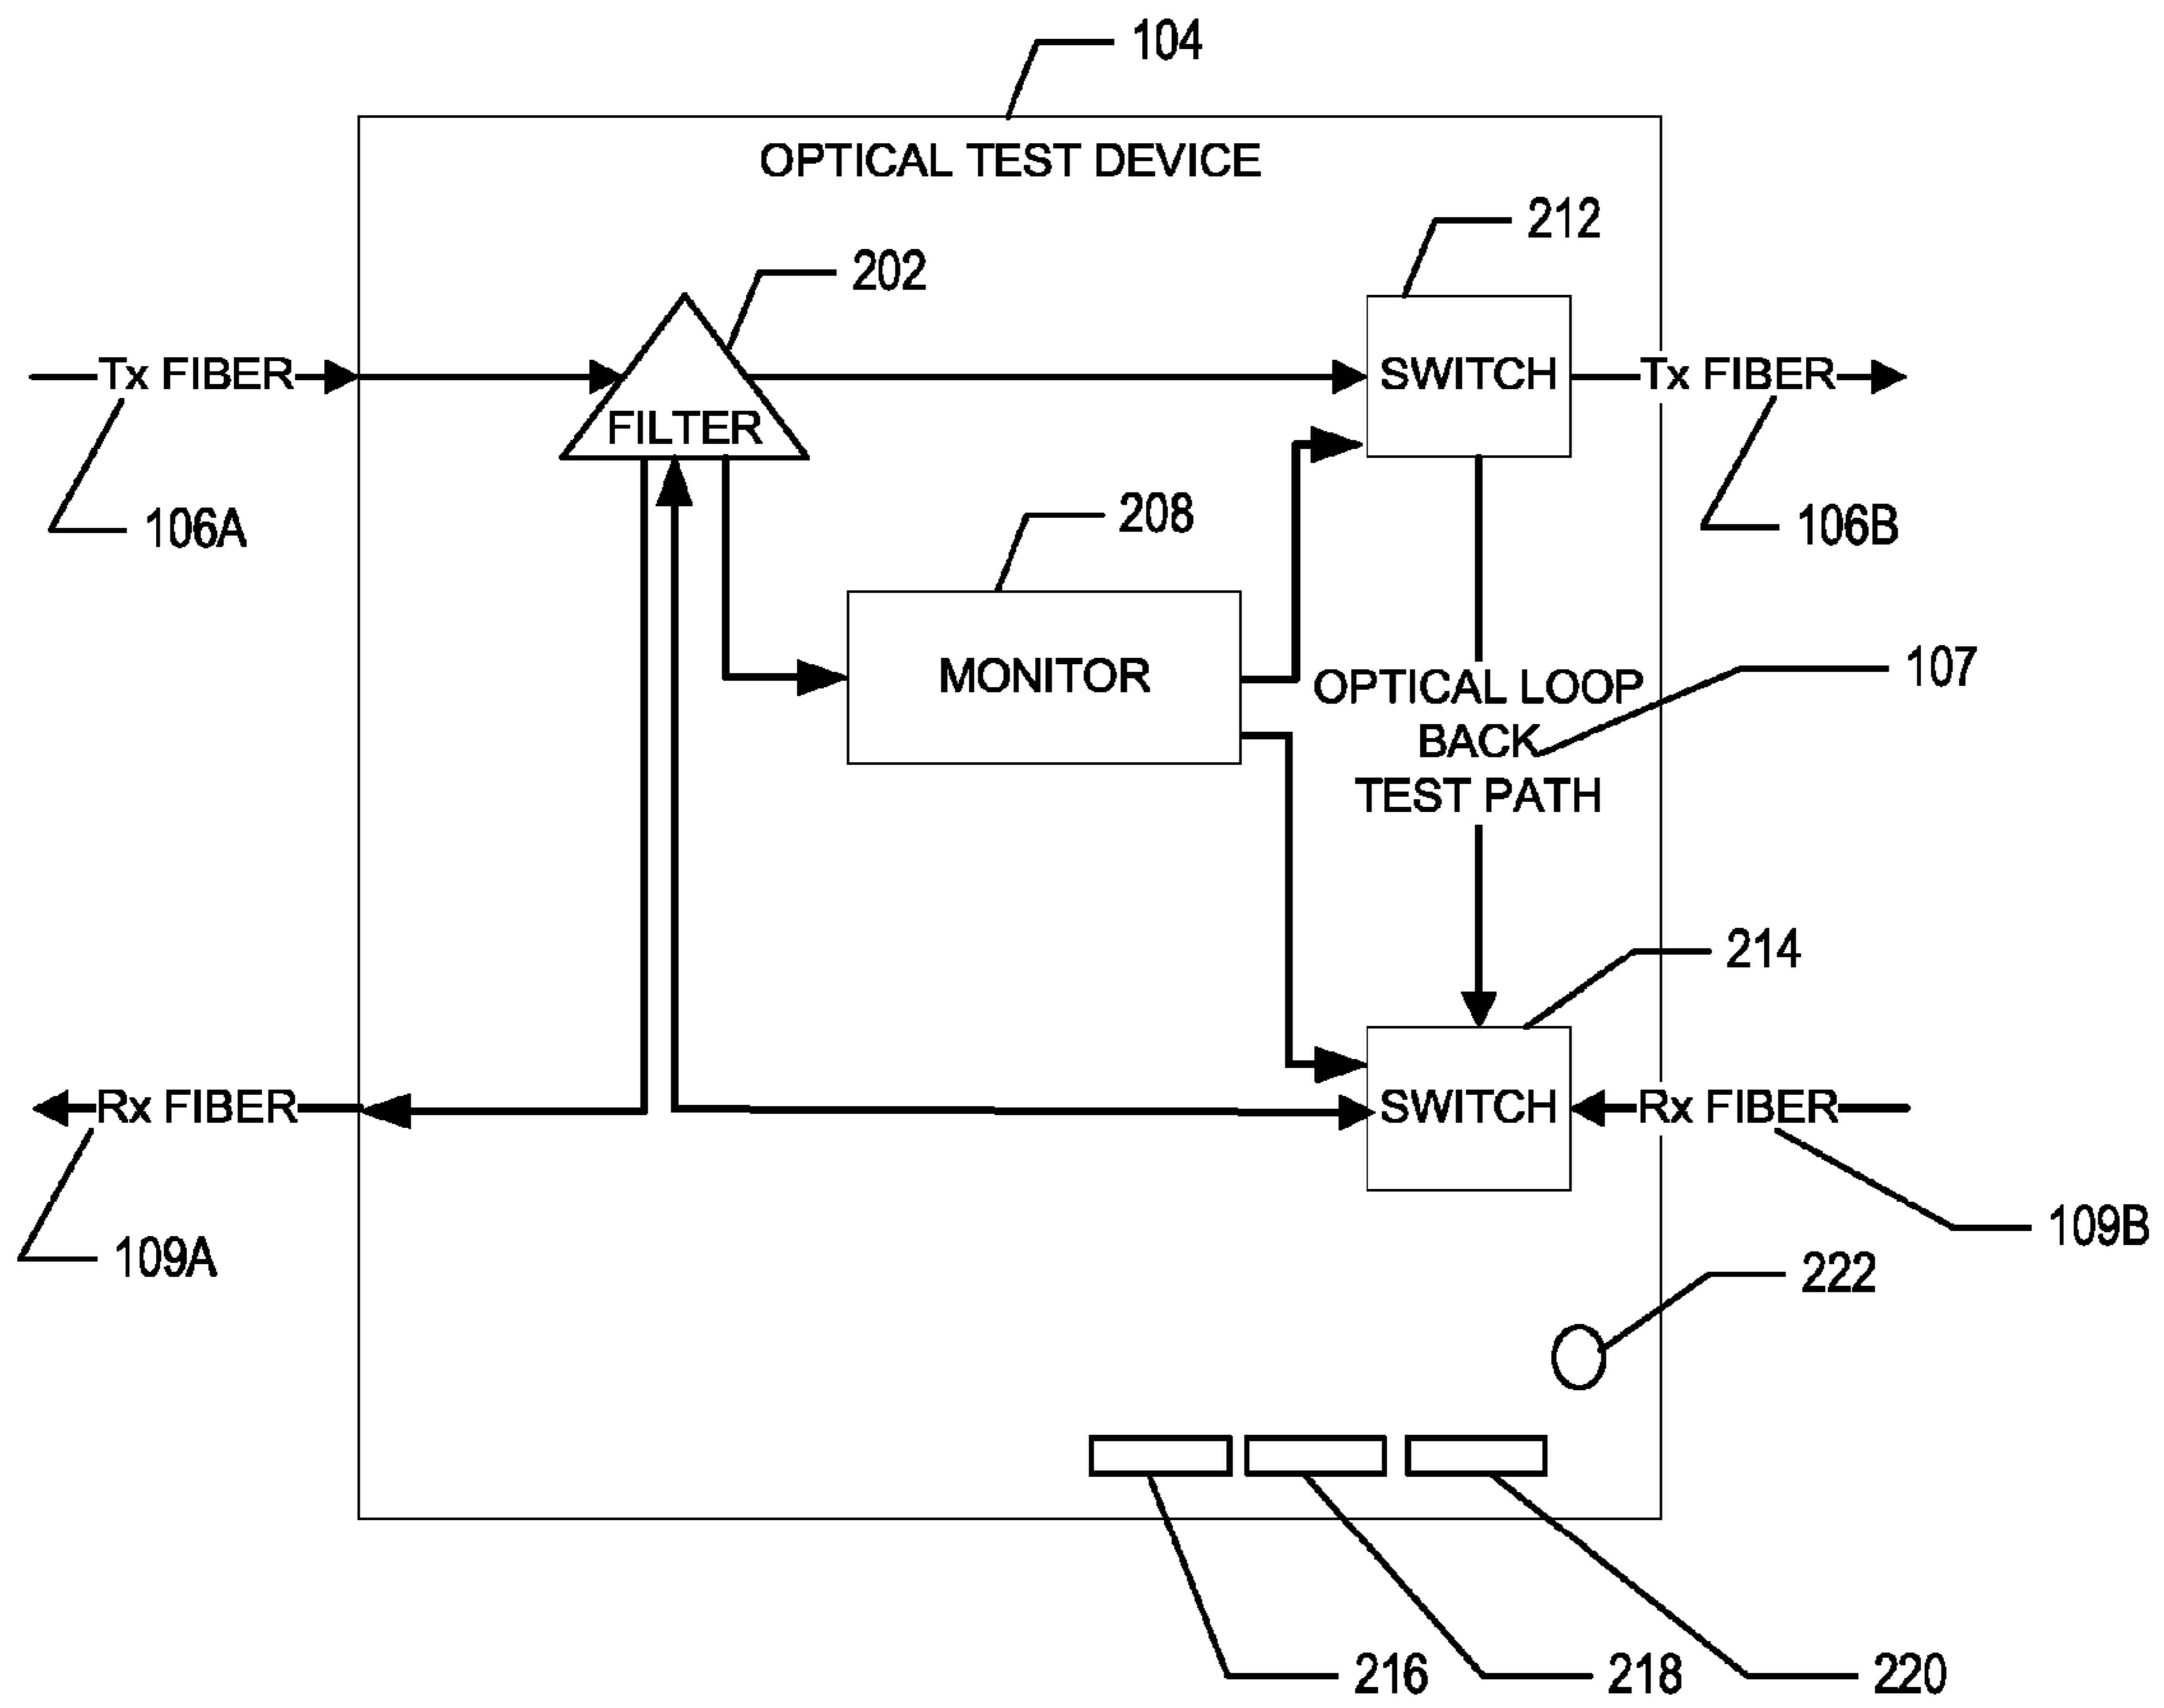 104
OPTICAL TEST DEVICE
212
202
Tx FIBER
SWITCH
Tx FIBER
FILTER
106A
208
106B
MONITOR
OPTICAL LOOP
BACK
TEST PATH
107
214
Rx FIBER
SWITCH
Rx FIBER
109A
109B
222
216
218
220